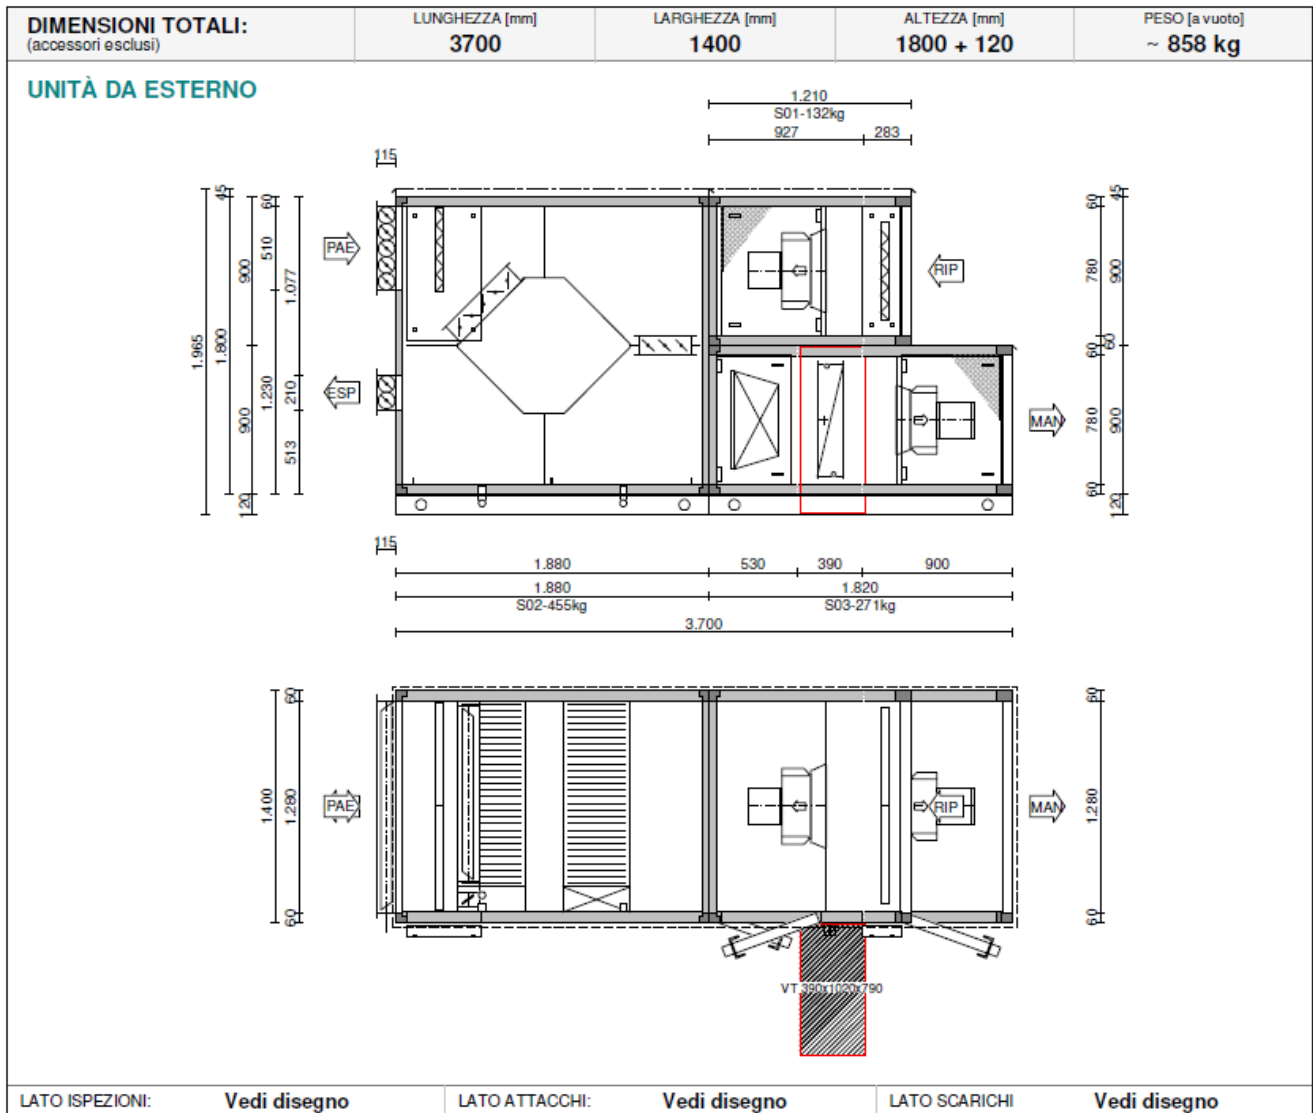 DIMENSIONI TOTALI:
(accessori esclusi)
LUNGHEZZA [mm]
3700
LARGHEZZA [mm]
1400
ALTEZZA [mm]
1800 + 120
PESO [a vuoto]
~ 858 kg
UNITÀ DA ESTERNO
1.210
S01-132kg
927
283
115
45
60
510
900
1.077
1.965
1.800
1.230
210
900
513
120
PAE
ESP
RIP
MAN
60
45
780
900
60
60
60
780
900
60
120
115
1.880
530
390
900
1.880
1.820
S02-455kg
S03-271kg
3.700
60
1.400
1.280
60
PAE
RIP
MAN
60
1.280
60
VT 390x1020x790
LATO ISPEZIONI:
Vedi disegno
LATO ATTACCHI:
Vedi disegno
LATO SCARICHI
Vedi disegno